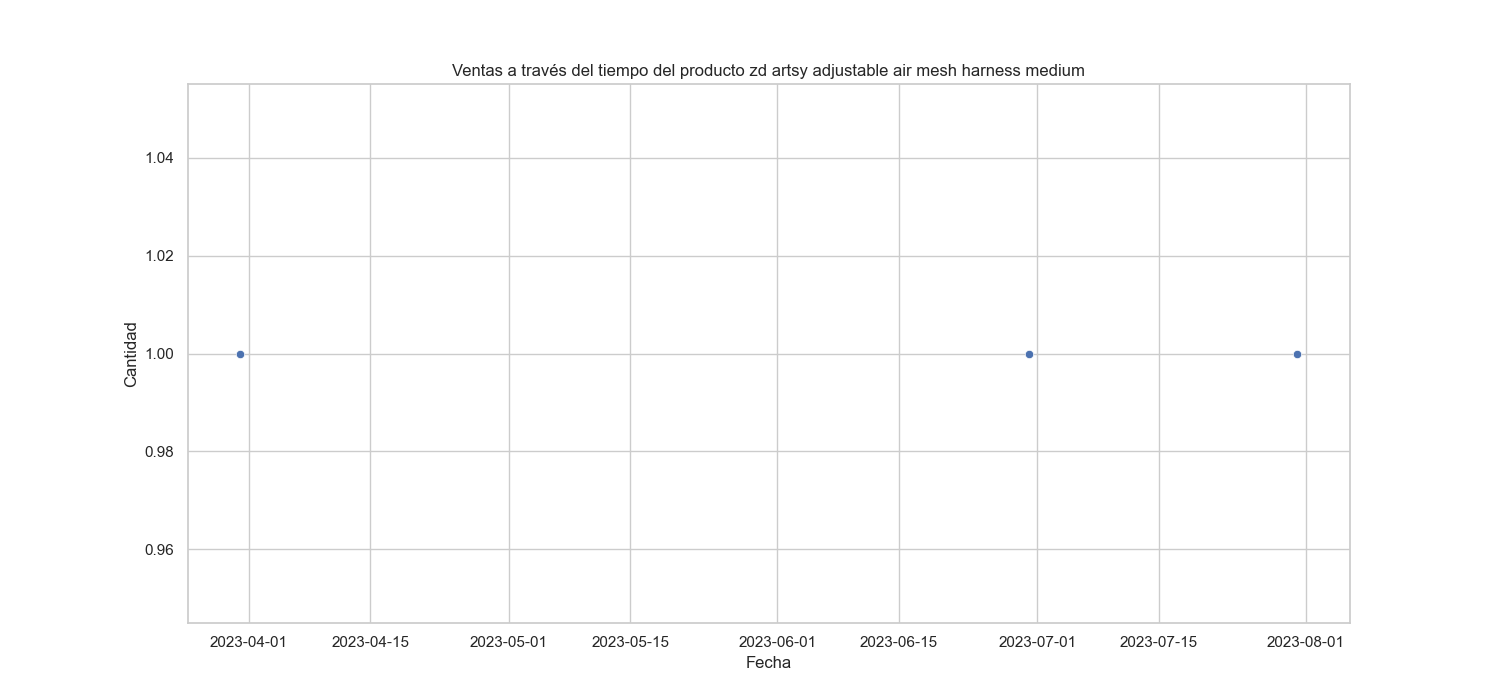 Ventas a través del tiempo del producto zd artsy adjustable air mesh harness medium
1.04
1.02
1.00
0.98
0.96
Cantidad
2023-04-01 2023-04-15 2023-05-01 2023-05-15 2023-06-01 2023-06-15 2023-07-01 2023-07-15 2023-08-01
Fecha